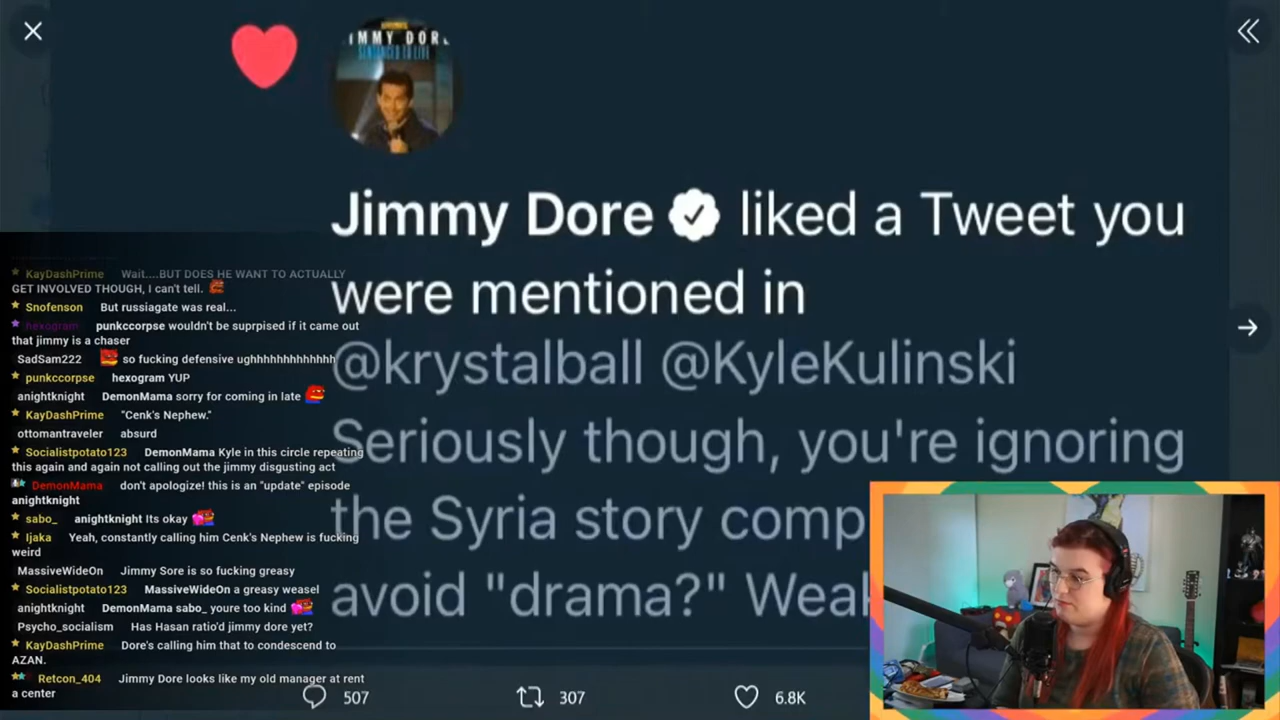 JIMMY DORE
SENTENCED TO LIVE
Jimmy Dore liked a Tweet you
were mentioned in
@krystalball @KyleKulinski
Seriously though, you're ignoring
the Syria story comp
avoid "drama?" Weak
507 307 6.8K
KayDashPrime Wait....BUT DOES HE WANT TO ACTUALLY
GET INVOLVED THOUGH, I can't tell.
Snofenson But russiagate was real...
hexogram punkccorpse wouldn't be suprpised if it came out
that jimmy is a chaser
SadSam222 so fucking defensive ughhhhhhhhhhhhh
punkccorpse hexogram YUP
anightknight DemonMama sorry for coming in late
KayDashPrime "Cenk's Nephew."
ottomantraveler absurd
Socialistpotato123 DemonMama Kyle in this circle repeating
this again and again not calling out the jimmy disgusting act
DemonMama don't apologize! this is an "update" episode
anightknight
sabo_ anightknight Its okay
Ijaka Yeah, constantly calling him Cenk's Nephew is fucking
weird
MassiveWideOn Jimmy Sore is so fucking greasy
Socialistpotato123 MassiveWideOn a greasy weasel
anightknight DemonMama sabo_ youre too kind
Psycho_socialism Has Hasan ratio'd jimmy dore yet?
KayDashPrime Dore's calling him that to condescend to
AZAN.
Retcon_404 Jimmy Dore looks like my old manager at rent
a center